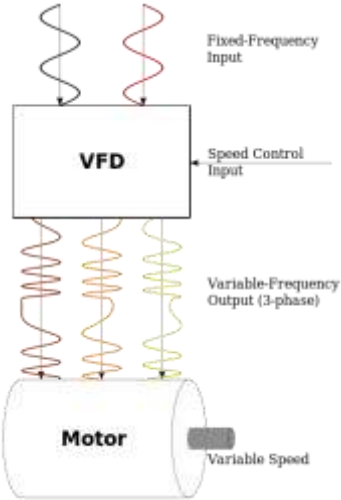 Fixed-Frequency
Input
VFD
Speed Control
Input
Variable-Frequency
Output (3-phase)
Motor
Variable Speed